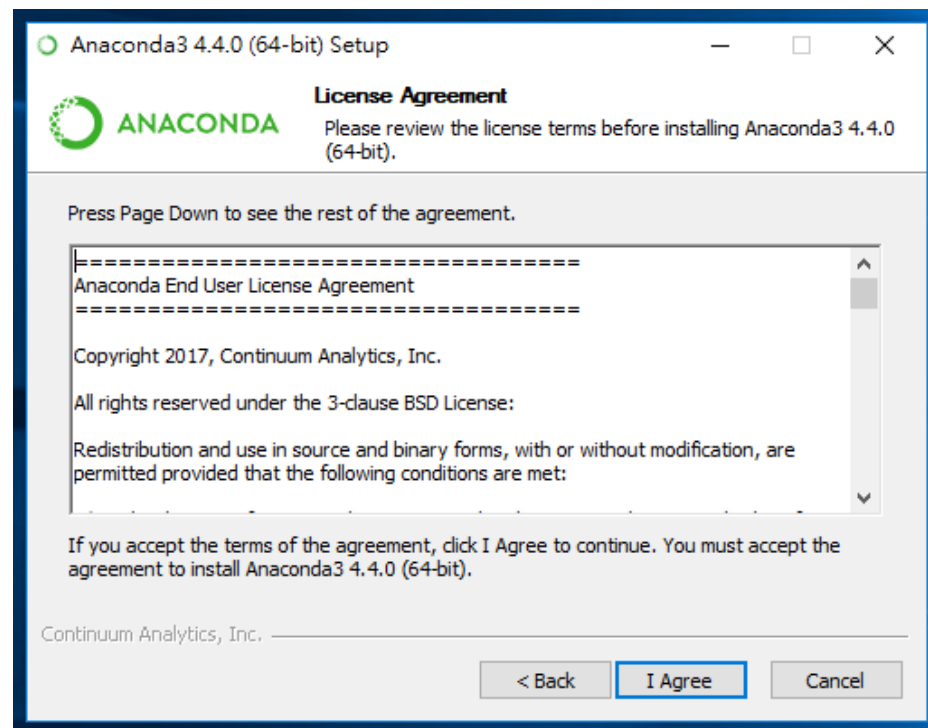 Anaconda3 4.4.0 (64-bit) Setup
ANACONDA
License Agreement
Please review the license terms before installing Anaconda3 4.4.0
(64-bit).
Press Page Down to see the rest of the agreement.
===================================
Anaconda End User License Agreement
===================================
Copyright 2017, Continuum Analytics, Inc.
All rights reserved under the 3-clause BSD License:
Redistribution and use in source and binary forms, with or without modification, are
permitted provided that the following conditions are met:
If you accept the terms of the agreement, click I Agree to continue. You must accept the
agreement to install Anaconda3 4.4.0 (64-bit).
Continuum Analytics, Inc.
< Back
I Agree
Cancel